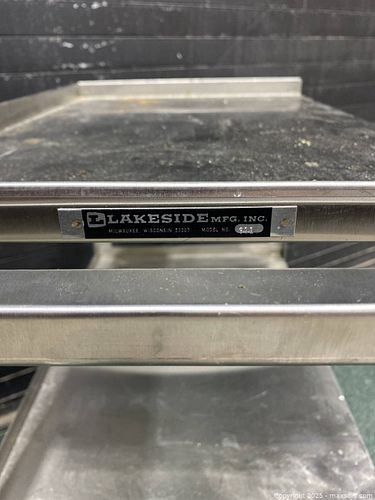 LAKESIDE MFG. INC.
MILWAUKEE, WISCONSIN 53207 MODEL NO.
Copyright 2025 - maxsold.com